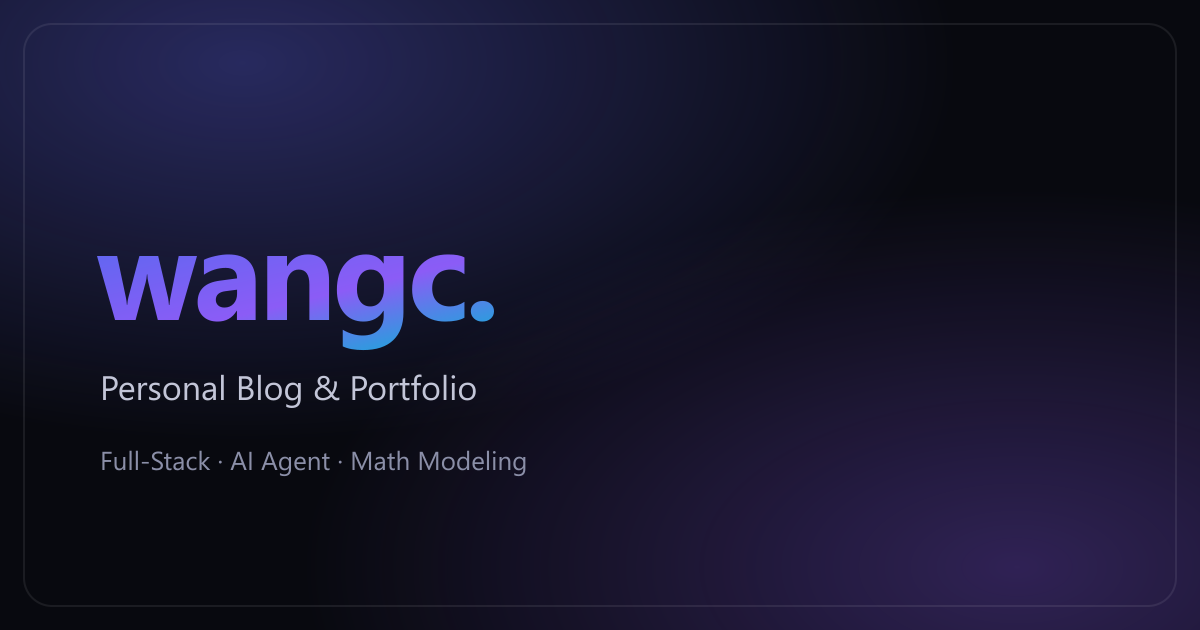 wangc.
Personal Blog & Portfolio
Full-Stack · AI Agent · Math Modeling